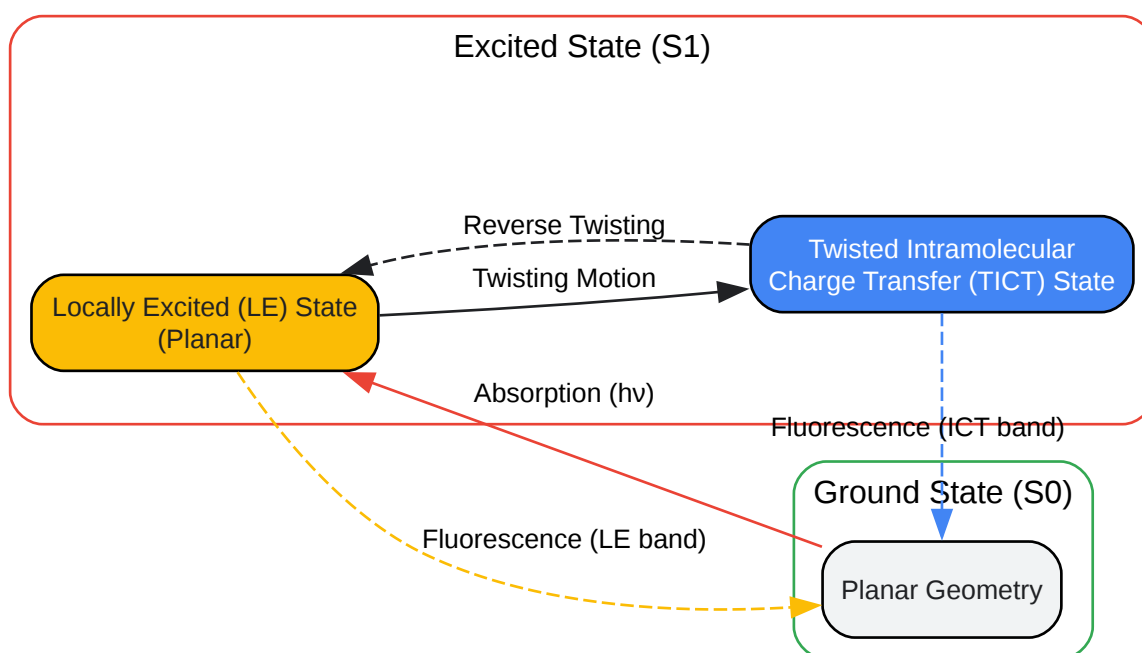 Excited State (S1)
Reverse Twisting
Twisted Intramolecular
Charge Transfer (TICT) State
Twisting Motion
Locally Excited (LE) State
(Planar)
Absorption (hν)
Fluorescence (ICT band)
Ground State (S0)
Fluorescence (LE band)
Planar Geometry